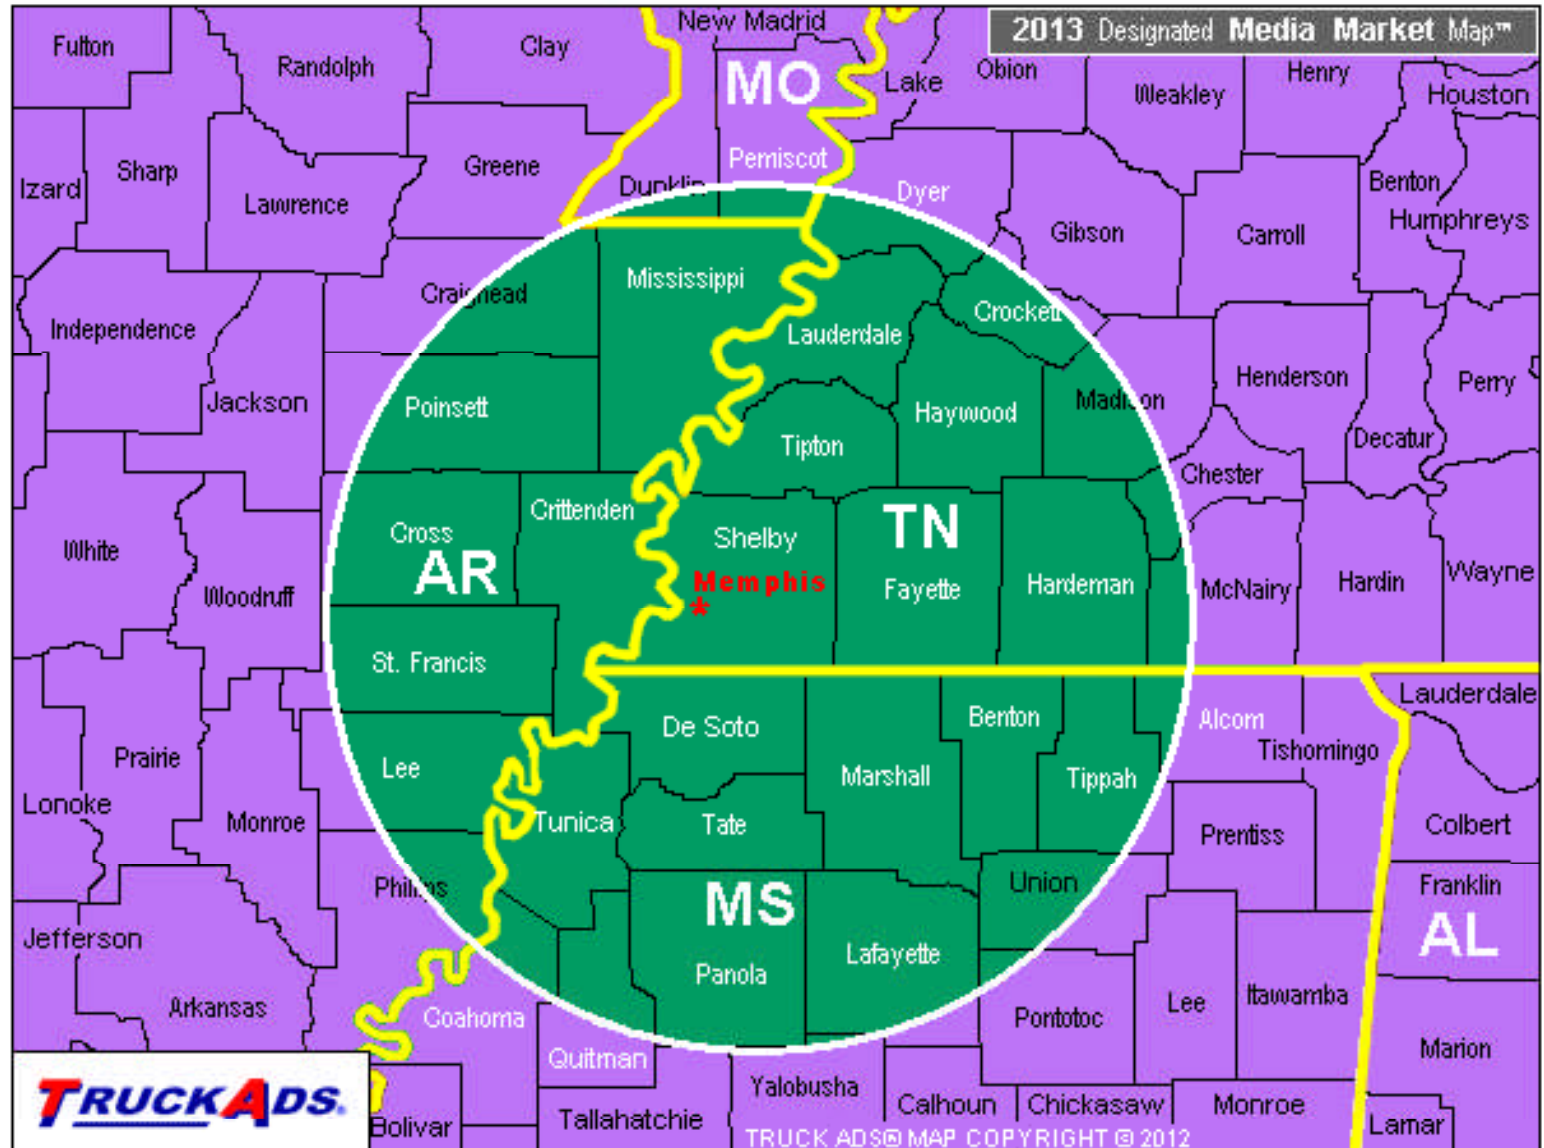 New Madrid
2013 Designated Media Market Map™
Fulton
Randolph
Clay
MO
Lake
Obion
Weakley
Henry
Houston
Izard
Sharp
Lawrence
Greene
Dunklin
Pemiscot
Dyer
Gibson
Carroll
Benton
Humphreys
Independence
Craighead
Mississippi
Lauderdale
Crockett
Jackson
Poinsett
Tipton
Haywood
Madison
Henderson
Decatur
Perry
Chester
White
Woodruff
Cross
AR
Crittenden
Shelby
Memphis
*
TN
Fayette
Hardeman
McNairy
Hardin
Wayne
St. Francis
Prairie
Lonoke
Monroe
Lee
De Soto
Tunica
Tate
Marshall
Benton
Tippah
Alcorn
Tishomingo
Lauderdale
Prentiss
Colbert
Phillips
MS
Panola
Lafayette
Union
Franklin
AL
Jefferson
Arkansas
Coahoma
Quitman
Pontotoc
Lee
Itawamba
Marion
TRUCKADS.
Bolivar
Tallahatchie
Yalobusha
Calhoun
Chickasaw
Monroe
Lamar
TRUCK ADS® MAP COPYRIGHT © 2012